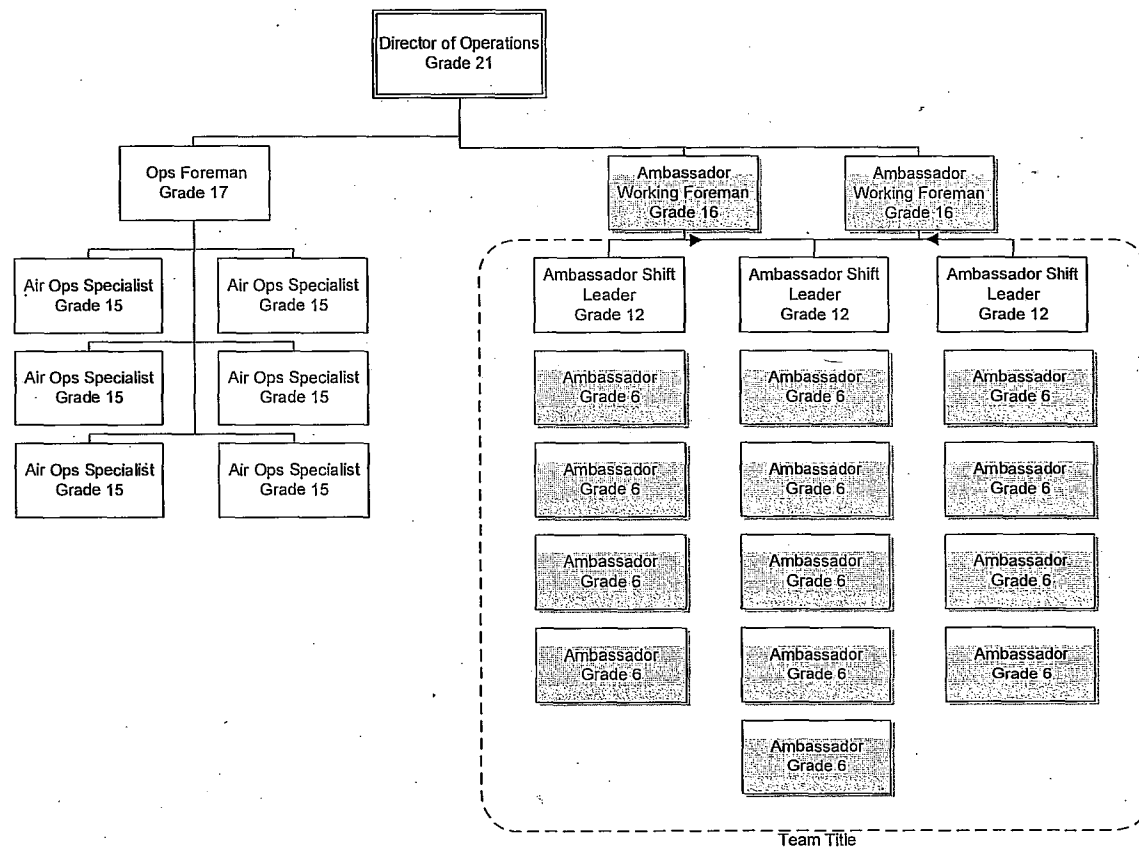 Director of Operations
Grade 21
Ops Foreman
Grade 17
Ambassador
Working Foreman
Grade 16
Ambassador
Working Foreman
Grade 16
Air Ops Specialist
Grade 15
Air Ops Specialist
Grade 15
Air Ops Specialist
Grade 15
Air Ops Specialist
Grade 15
Air Ops Specialist
Grade 15
Air Ops Specialist
Grade 15
Ambassador Shift
Leader
Grade 12
Ambassador Shift
Leader
Grade 12
Ambassador Shift
Leader
Grade 12
Ambassador
Grade 6
Ambassador
Grade 6
Ambassador
Grade 6
Ambassador
Grade 6
Ambassador
Grade 6
Ambassador
Grade 6
Ambassador
Grade 6
Ambassador
Grade 6
Ambassador
Grade 6
Ambassador
Grade 6
Ambassador
Grade 6
Ambassador
Grade 6
Ambassador
Grade 6
Team Title